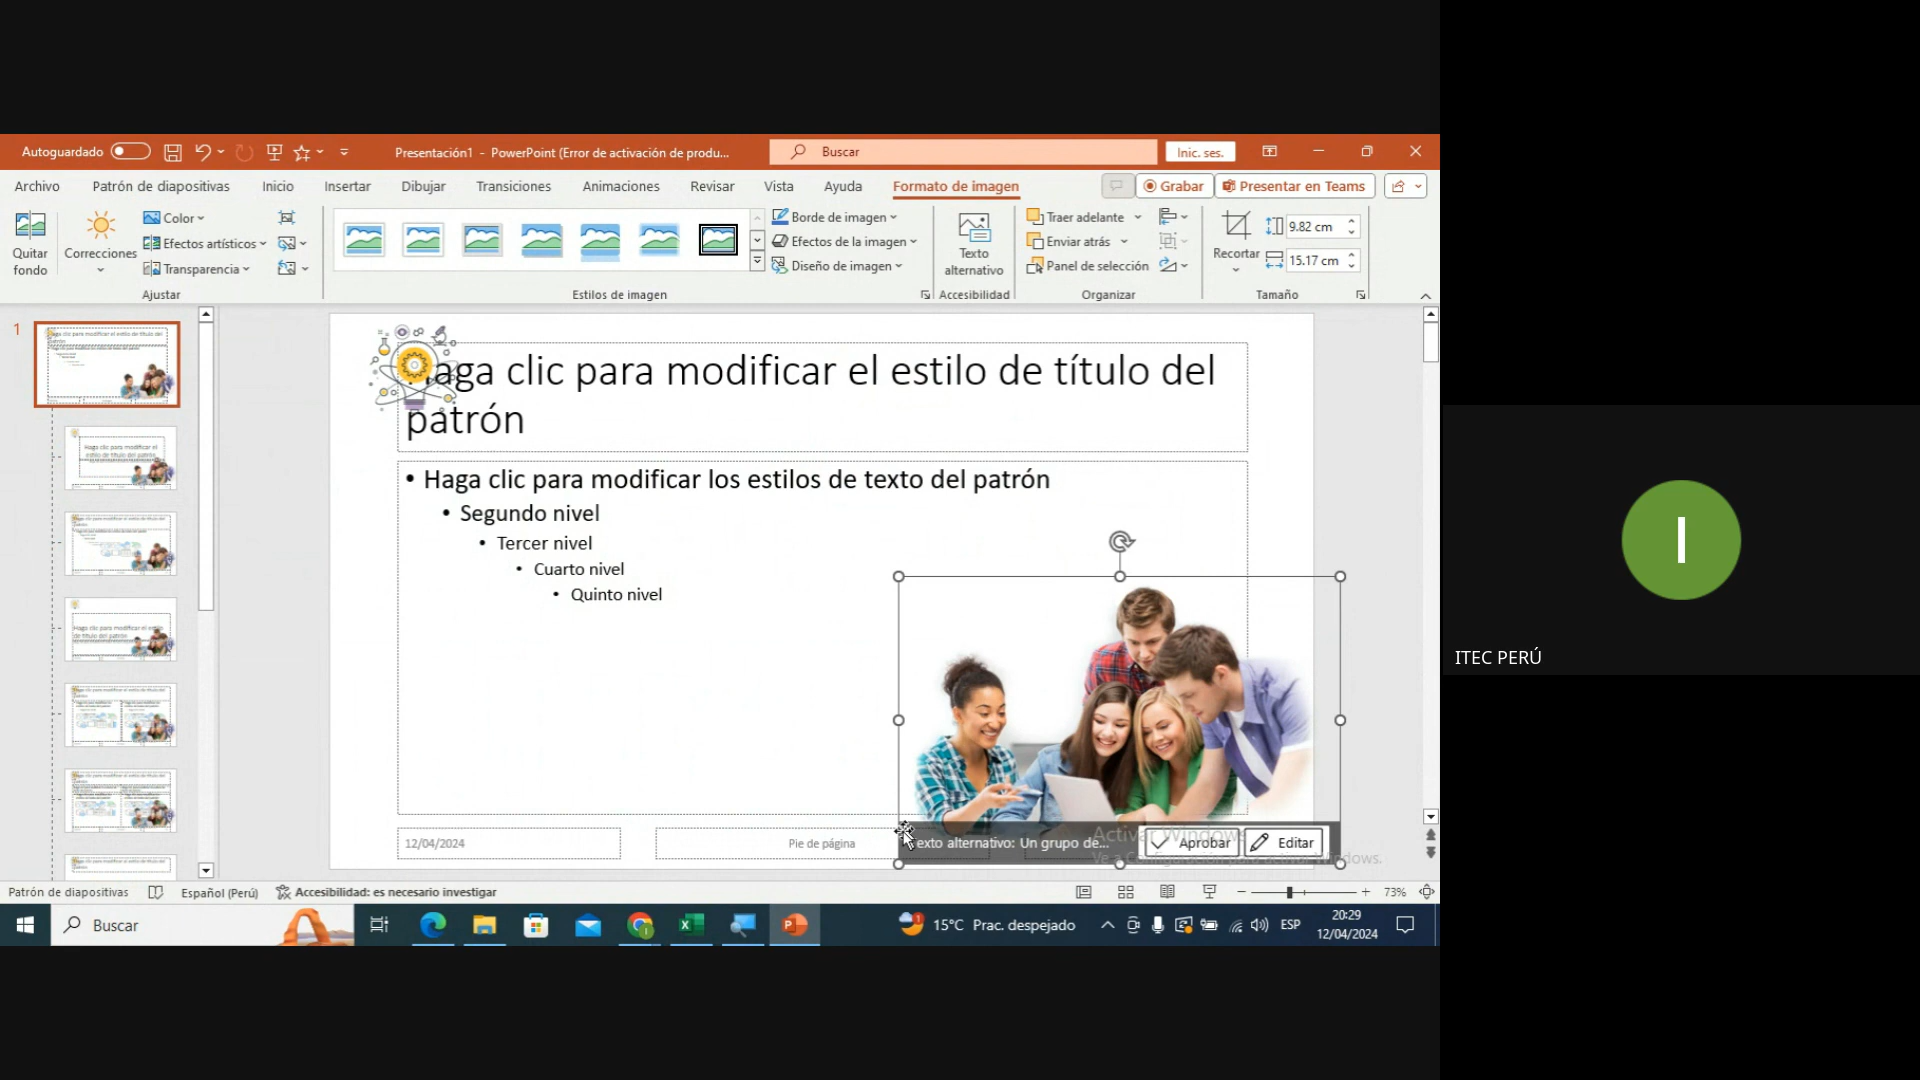 Autoguardado
Presentación1 - PowerPoint (Error de activación de produ...
Buscar
Inic. ses.
Archivo
Patrón de diapositivas
Inicio
Insertar
Dibujar
Transiciones
Animaciones
Revisar
Vista
Ayuda
Formato de imagen
Grabar
Presentar en Teams
Quitar
fondo
Correcciones
Color
Efectos artísticos
Transparencia
Ajustar
Estilos de imagen
Borde de imagen
Efectos de la imagen
Diseño de imagen
Texto
alternativo
Accesibilidad
Traer adelante
Enviar atrás
Panel de selección
Organizar
Recortar
9.82 cm
15.17 cm
Tamaño
1
Haga clic para modificar el estilo de título del
patrón
• Haga clic para modificar los estilos de texto del patrón
• Segundo nivel
• Tercer nivel
• Cuarto nivel
• Quinto nivel
12/04/2024
Pie de página
Texto alternativo: Un grupo de...
Aprobar
Editar
Activar Windows
Patrón de diapositivas
Español (Perú)
Accesibilidad: es necesario investigar
73%
Buscar
1
15°C Prac. despejado
ESP
20:29
12/04/2024
I
ITEC PERÚ